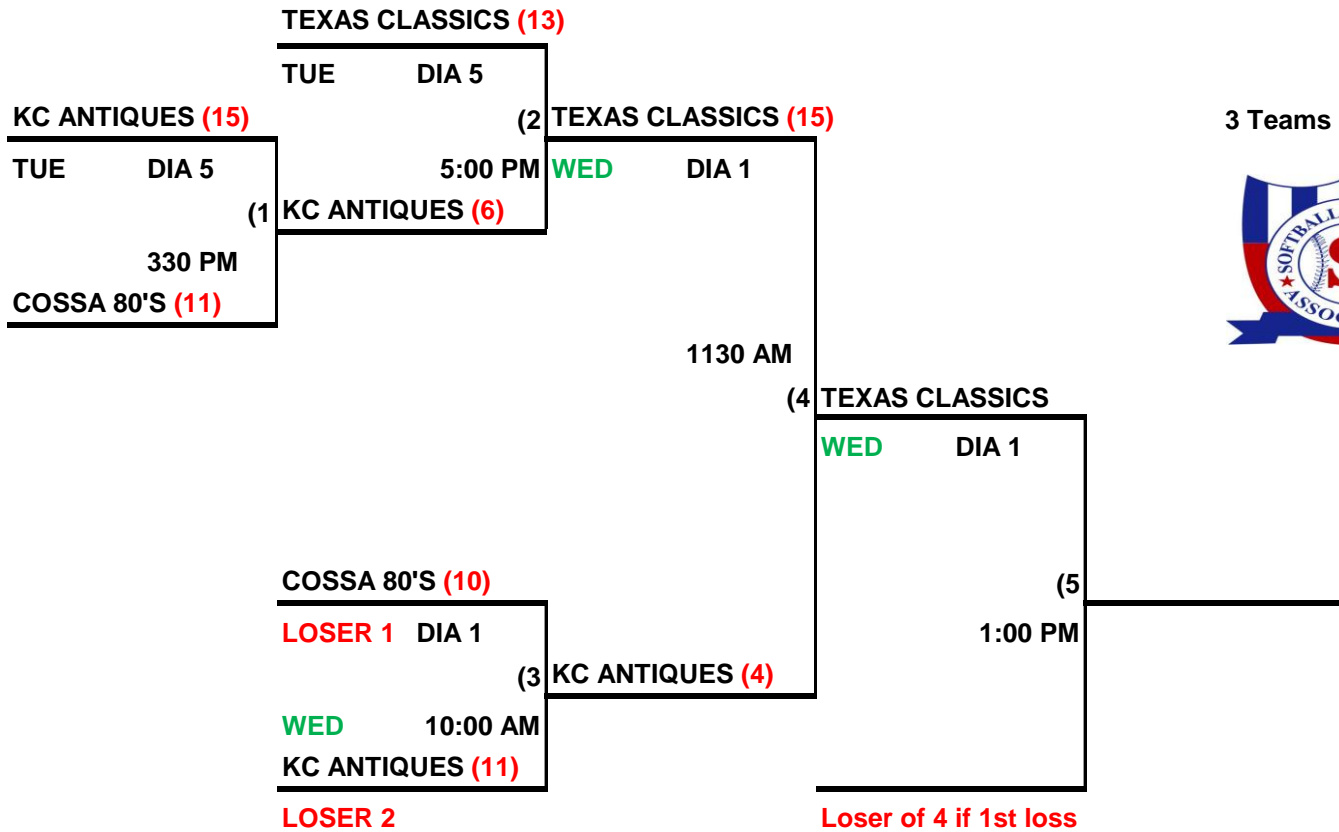 TEXAS CLASSICS (13)
TUE DIA 5
KC ANTIQUES (15) (2 TEXAS CLASSICS (15) 3 Teams
TUE DIA 5 5:00 PM WED DIA 1
(1 KC ANTIQUES (6)
330 PM
COSSA 80'S (11)
SOFTBALL
ASSOC
1130 AM
(4 TEXAS CLASSICS
WED DIA 1
COSSA 80'S (10) (5
LOSER 1 DIA 1 1:00 PM
(3 KC ANTIQUES (4)
WED 10:00 AM
KC ANTIQUES (11)
LOSER 2 Loser of 4 if 1st loss